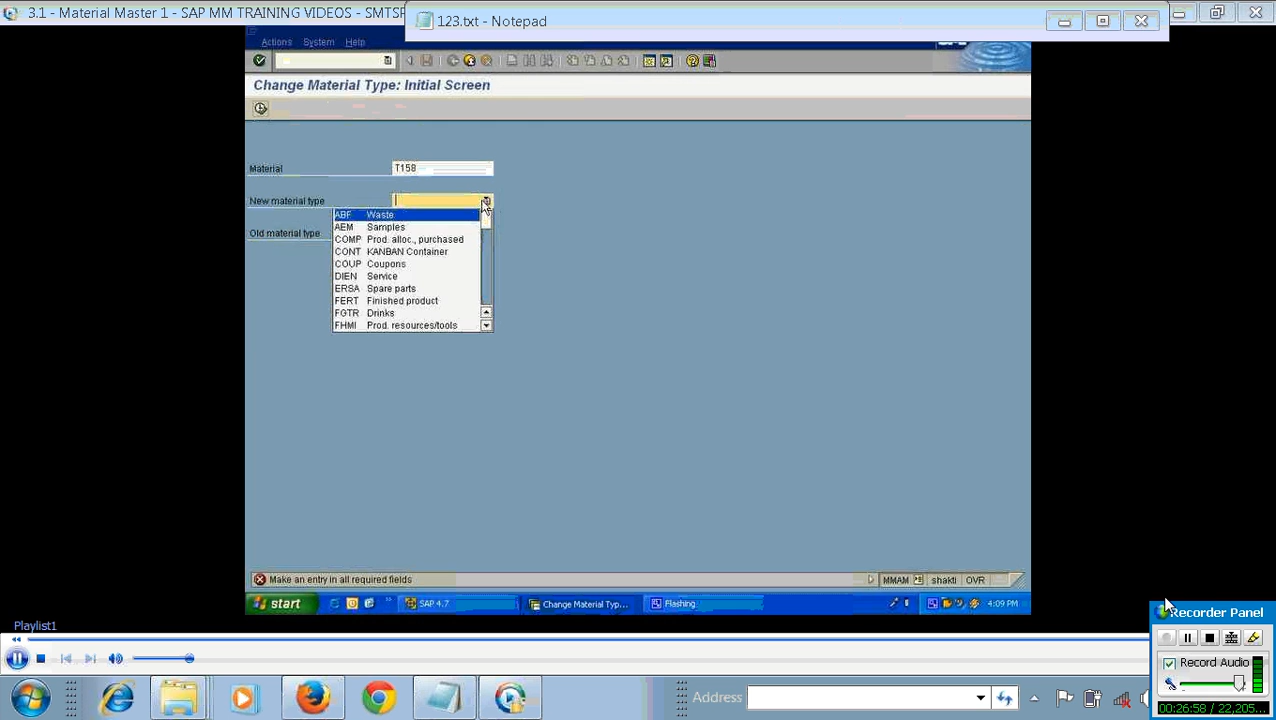 3.1 - Material Master 1 - SAP MM TRAINING VIDEOS - SMTSF
123.txt - Notepad
Actions System Help
Change Material Type: Initial Screen
Material T158
New material type
ABF Waste
AEM Samples
COMP Prod. alloc., purchased
CONT KANBAN Container
COUP Coupons
DIEN Service
ERSA Spare parts
FERT Finished product
FGTR Drinks
FHMI Prod. resources/tools
Old material type
Make an entry in all required fields
MMAM shakti OVR
start SAP 4.7 Change Material Typ... Flashing 4:09 PM
Playlist1
Recorder Panel
Record Audio
00:26:58 / 22,205...
Address